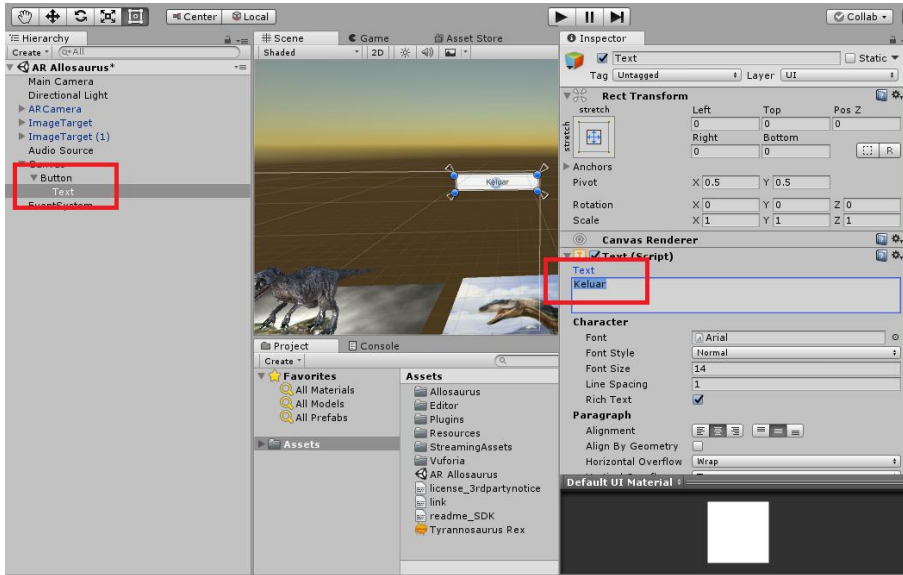 Center
Local
Collab
Hierarchy
Create
All
AR Allosaurus*
Main Camera
Directional Light
ARCamera
ImageTarget
ImageTarget (1)
Audio Source
Button
Text
EventSystem
Scene
Game
Asset Store
Shaded
2D
Keluar
Project
Console
Create
Favorites
All Materials
All Models
All Prefabs
Assets
Assets
Allosaurus
Editor
Plugins
Resources
StreamingAssets
Vuforia
AR Allosaurus
license_3rdpartynotice
link
readme_SDK
Tyrannosaurus Rex
Inspector
Text
Static
Tag Untagged Layer UI
Rect Transform
stretch Left Top Pos Z
stretch
0 0 0
Right Bottom
0 0
R
Anchors
Pivot X 0.5 Y 0.5
Rotation X 0 Y 0 Z 0
Scale X 1 Y 1 Z 1
Canvas Renderer
Text (Script)
Text
Keluar
Character
Font Arial
Font Style Normal
Font Size 14
Line Spacing 1
Rich Text
Paragraph
Alignment
Align By Geometry
Horizontal Overflow Wrap
Default UI Material